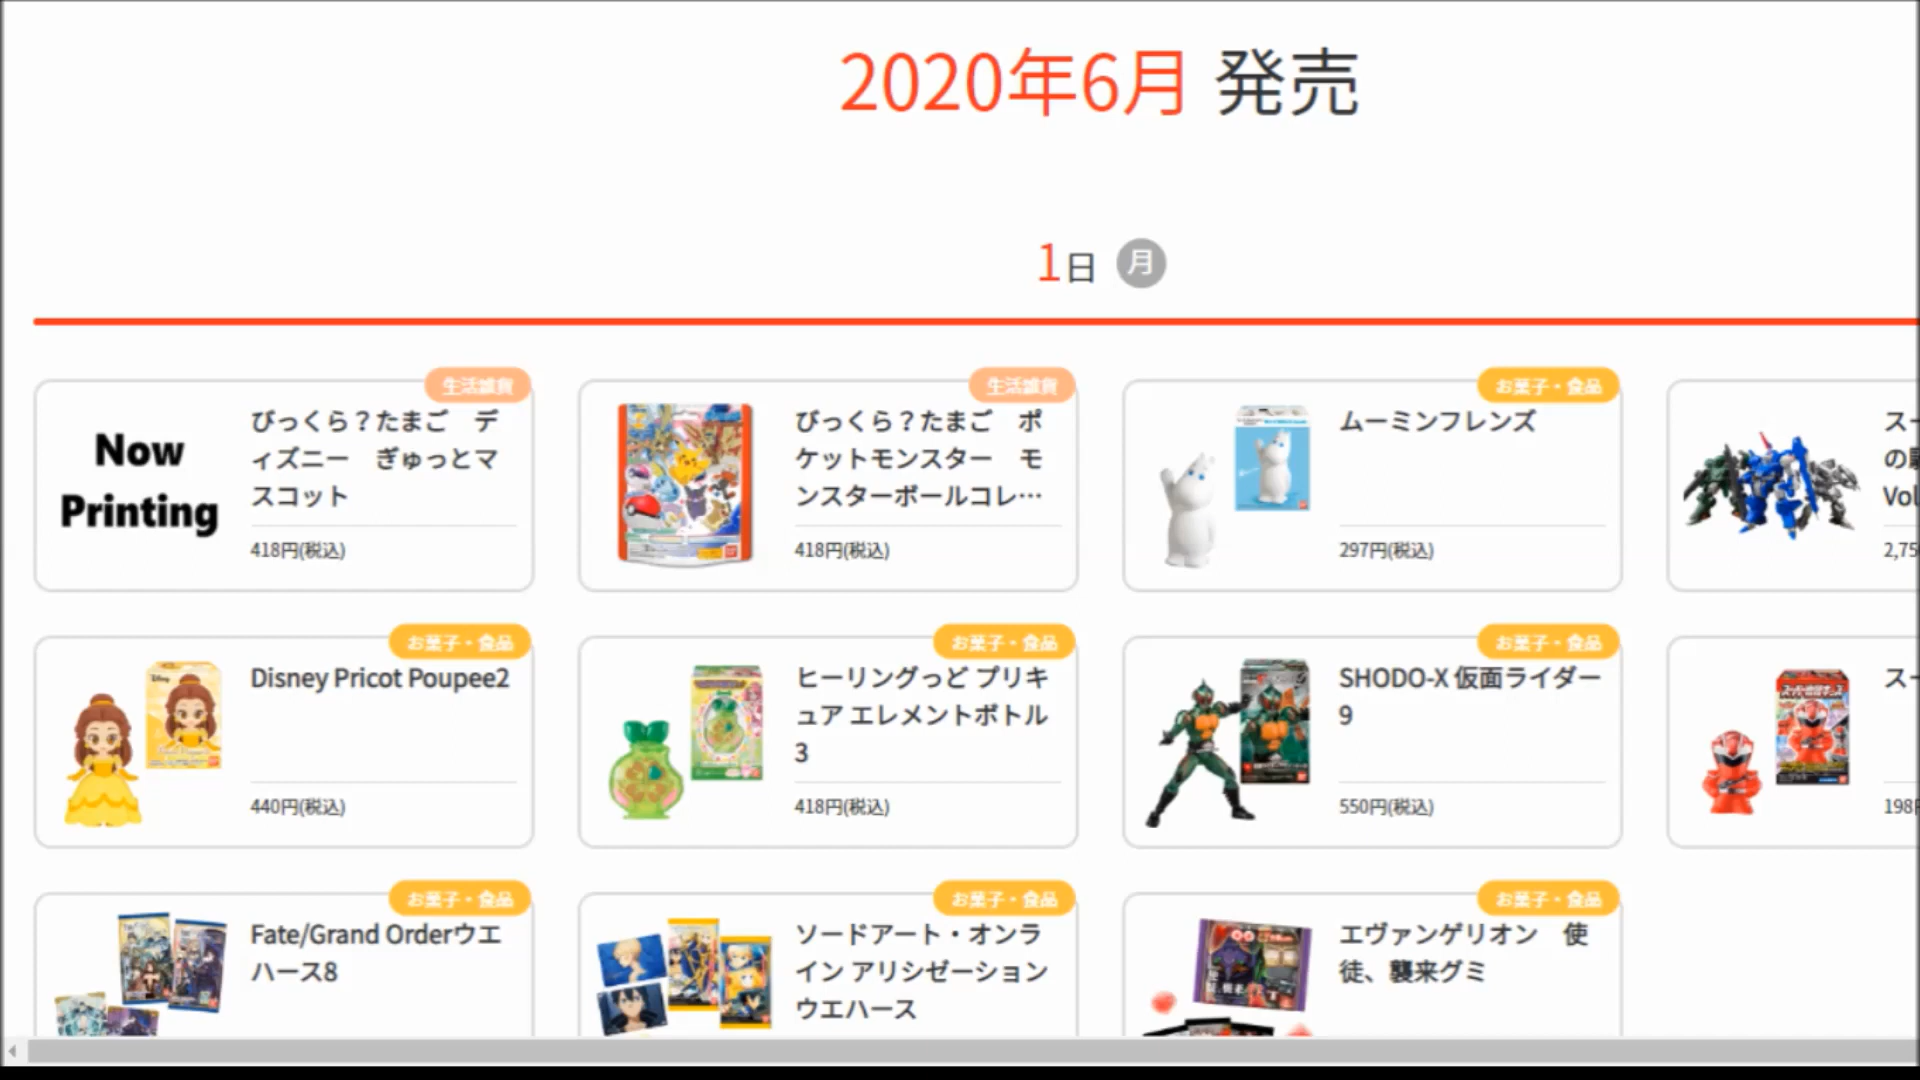 2020年6月 発売
1日 月
生活雑貨
Now
Printing
びっくら？たまご　デ
ィズニー　ぎゅっとマ
スコット
418円(税込)
生活雑貨
びっくら？たまご　ポ
ケットモンスター　モ
ンスターボールコレ…
418円(税込)
お菓子・食品
ムーミンフレンズ
297円(税込)
ス
の
Vol
2,75
お菓子・食品
Disney Pricot Poupee2
440円(税込)
お菓子・食品
ヒーリングっど プリキ
ュア エレメントボトル
3
418円(税込)
お菓子・食品
SHODO-X 仮面ライダー
9
550円(税込)
ス
198
お菓子・食品
Fate/Grand Orderウエ
ハース8
お菓子・食品
ソードアート・オンラ
イン アリシゼーション
ウエハース
お菓子・食品
エヴァンゲリオン　使
徒、襲来グミ